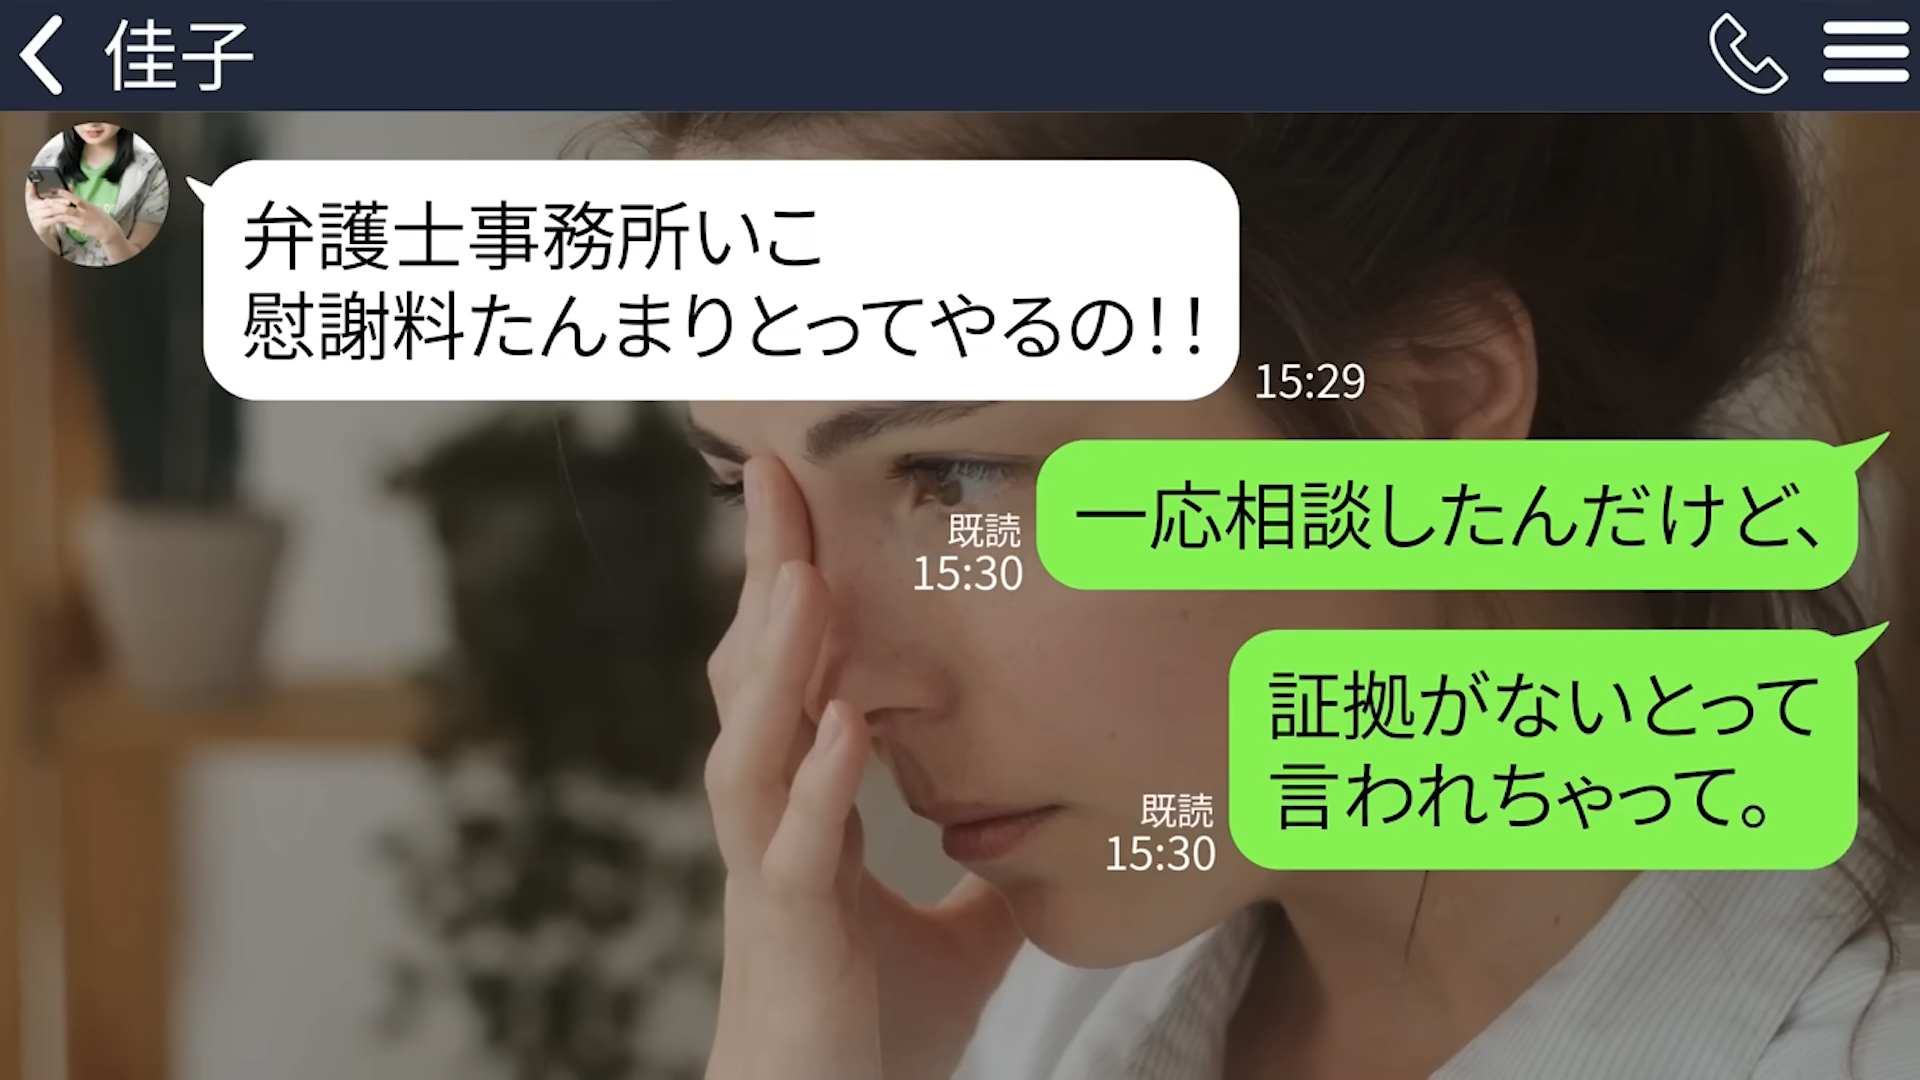 佳子
弁護士事務所いこ
慰謝料たんまりとってやるの!!
15:29
一応相談したんだけど、
既読
15:30
証拠がないとって
言われちゃって。
既読
15:30